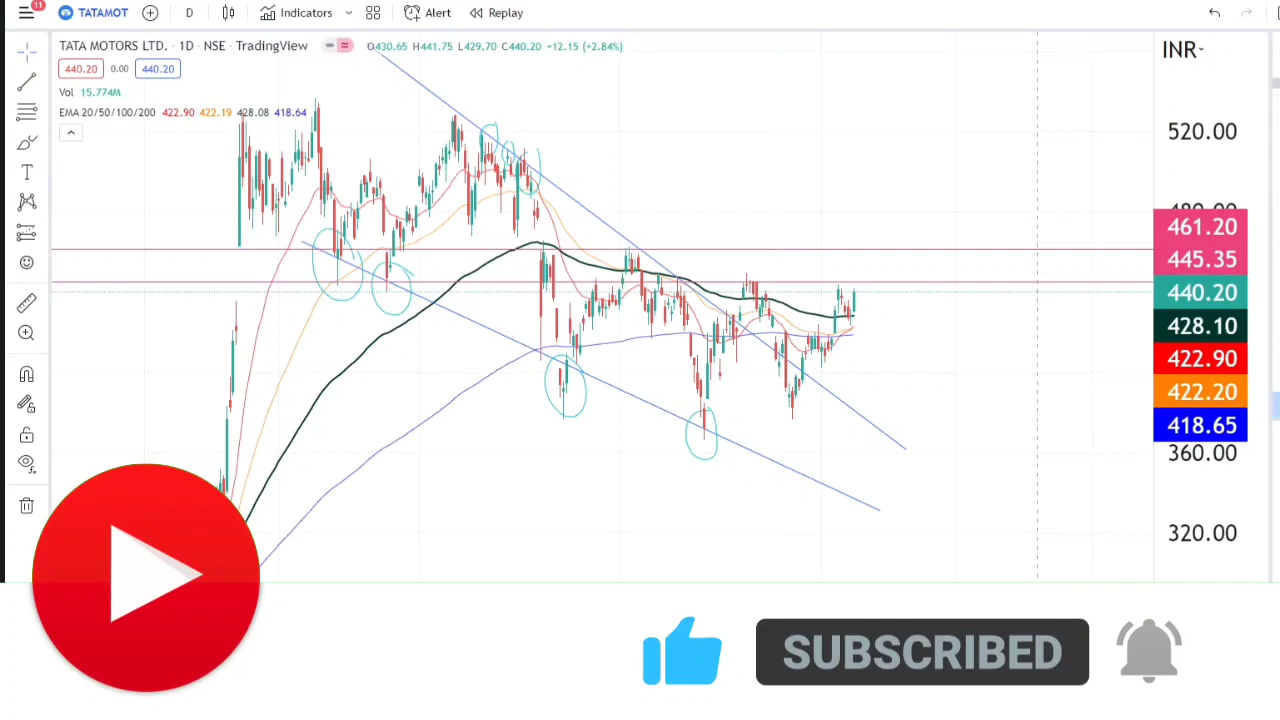 11
TATAMOT D Indicators Alert Replay
TATA MOTORS LTD. · 1D · NSE · TradingView O430.65 H441.75 L429.70 C440.20 +12.15 (+2.84%)
INR
440.20 0.00 440.20
Vol 15.774M
EMA 20/50/100/200 422.90 422.19 428.08 418.64
520.00
480.00
461.20
445.35
440.20
428.10
422.90
422.20
418.65
360.00
320.00
SUBSCRIBED